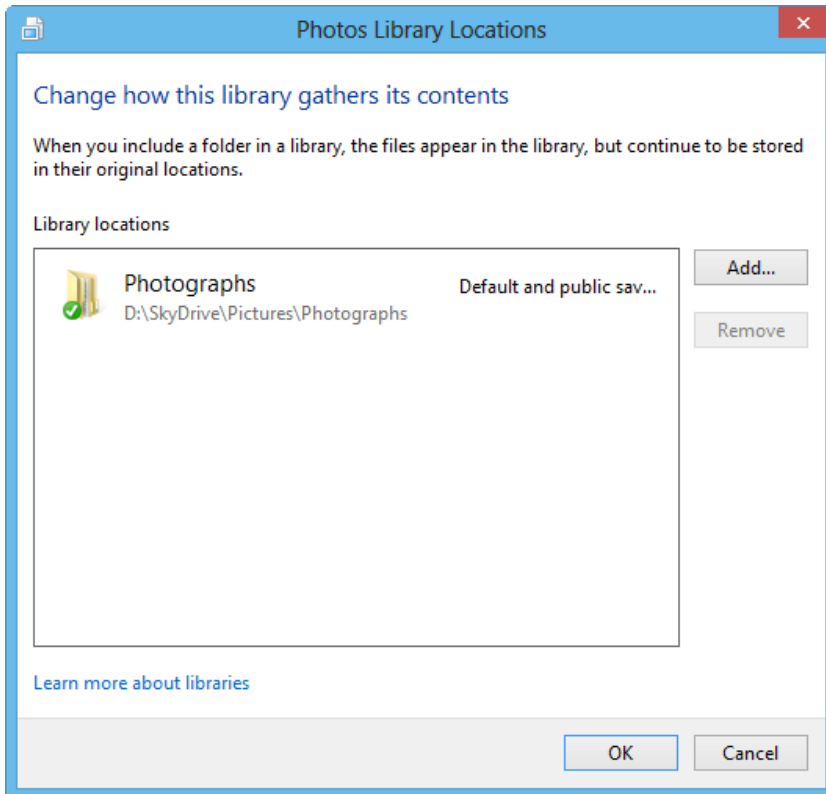 Photos Library Locations
Change how this library gathers its contents
When you include a folder in a library, the files appear in the library, but continue to be stored
in their original locations.
Library locations
Photographs
Default and public sav...
D:\SkyDrive\Pictures\Photographs
Add...
Remove
Learn more about libraries
OK
Cancel